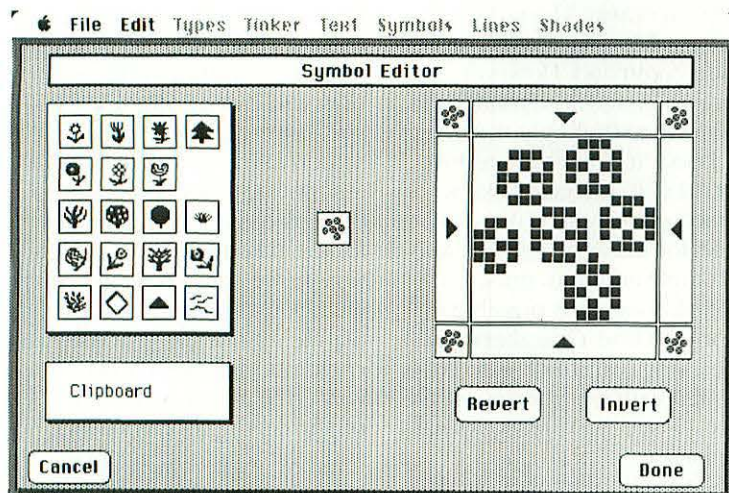 File Edit Types Tinker Text Symbols Lines Shades
Symbol Editor
Clipboard
Revert Invert
Cancel Done